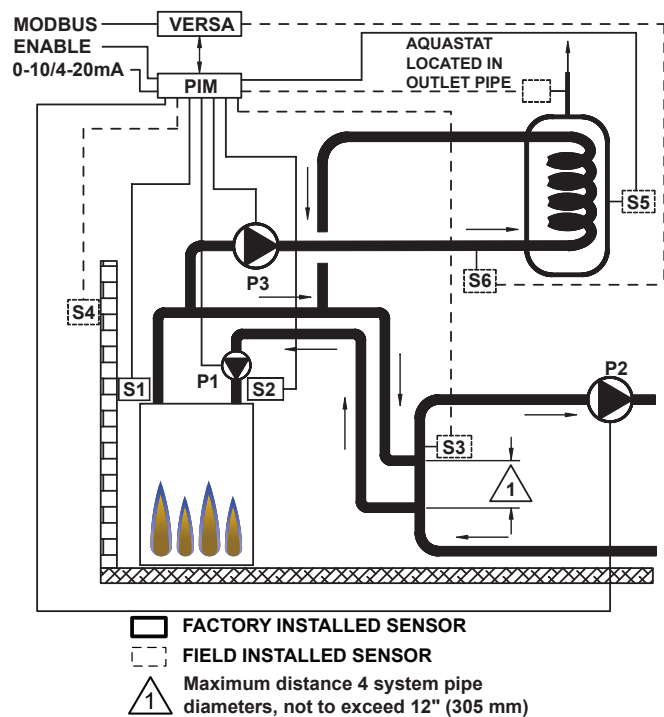 MODBUS
VERSA
ENABLE
0-10/4-20mA
PIM
AQUASTAT
LOCATED IN
OUTLET PIPE
S5
P3
S6
S4
P1
S1
S2
P2
S3
1
FACTORY INSTALLED SENSOR
FIELD INSTALLED SENSOR
1
Maximum distance 4 system pipe
diameters, not to exceed 12" (305 mm)